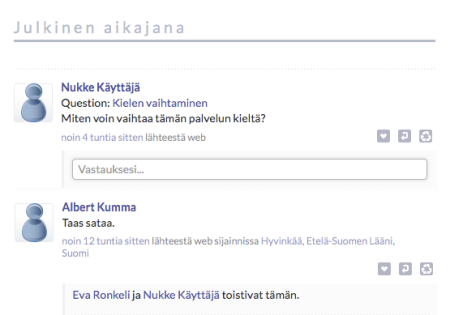 Julkinen aikajana
Nukke Käyttäjä
Question: Kielen vaihtaminen
Miten voin vaihtaa tämän palvelun kieltä?
noin 4 tuntia sitten lähteestä web
Vastauksesi...
Albert Kumma
Taas sataa.
noin 12 tuntia sitten lähteestä web sijainnissa Hyvinkää, Etelä-Suomen Lääni,
Suomi
Eva Ronkeli ja Nukke Käyttäjä toistivat tämän.